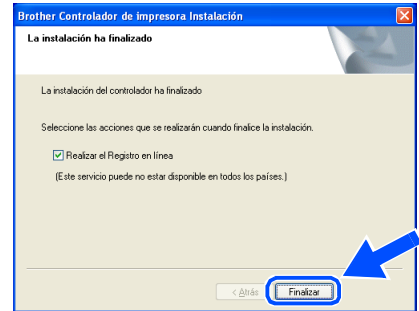 Brother Controlador de impresora Instalación
La instalación ha finalizado
La instalación del controlador ha finalizado
Seleccione las acciones que se realizarán cuando finalice la instalación.
Realizar el Registro en línea
(Este servicio puede no estar disponible en todos los países.)
< Atrás Finalizar